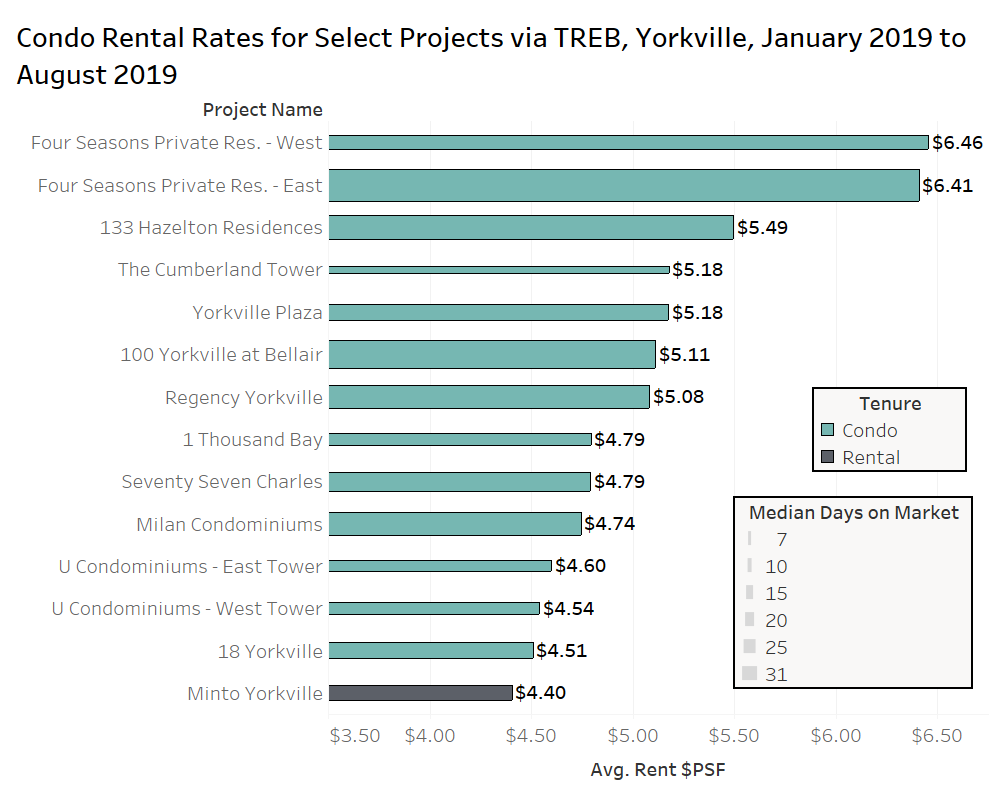 Condo Rental Rates for Select Projects via TREB, Yorkville, January 2019 to
August 2019
Project Name
Four Seasons Private Res. - West $6.46
Four Seasons Private Res. - East $6.41
133 Hazelton Residences $5.49
The Cumberland Tower $5.18
Yorkville Plaza $5.18
100 Yorkville at Bellair $5.11
Regency Yorkville $5.08
1 Thousand Bay $4.79
Seventy Seven Charles $4.79
Milan Condominiums $4.74
U Condominiums - East Tower $4.60
U Condominiums - West Tower $4.54
18 Yorkville $4.51
Minto Yorkville $4.40
$3.50 $4.00 $4.50 $5.00 $5.50 $6.00 $6.50
Avg. Rent $PSF
Tenure
Condo
Rental
Median Days on Market
7
10
15
20
25
31